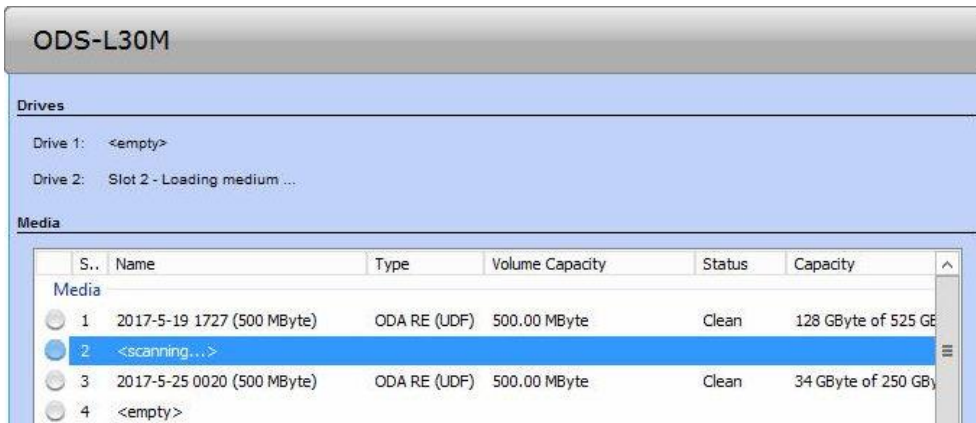 ODS-L30M
Drives
Drive 1: <empty>
Drive 2: Slot 2 - Loading medium ...
Media
S.. Name Type Volume Capacity Status Capacity
Media
1 2017-5-19 1727 (500 MByte) ODA RE (UDF) 500.00 MByte Clean 128 GByte of 525 GB
2 <scanning...>
3 2017-5-25 0020 (500 MByte) ODA RE (UDF) 500.00 MByte Clean 34 GByte of 250 GBy
4 <empty>